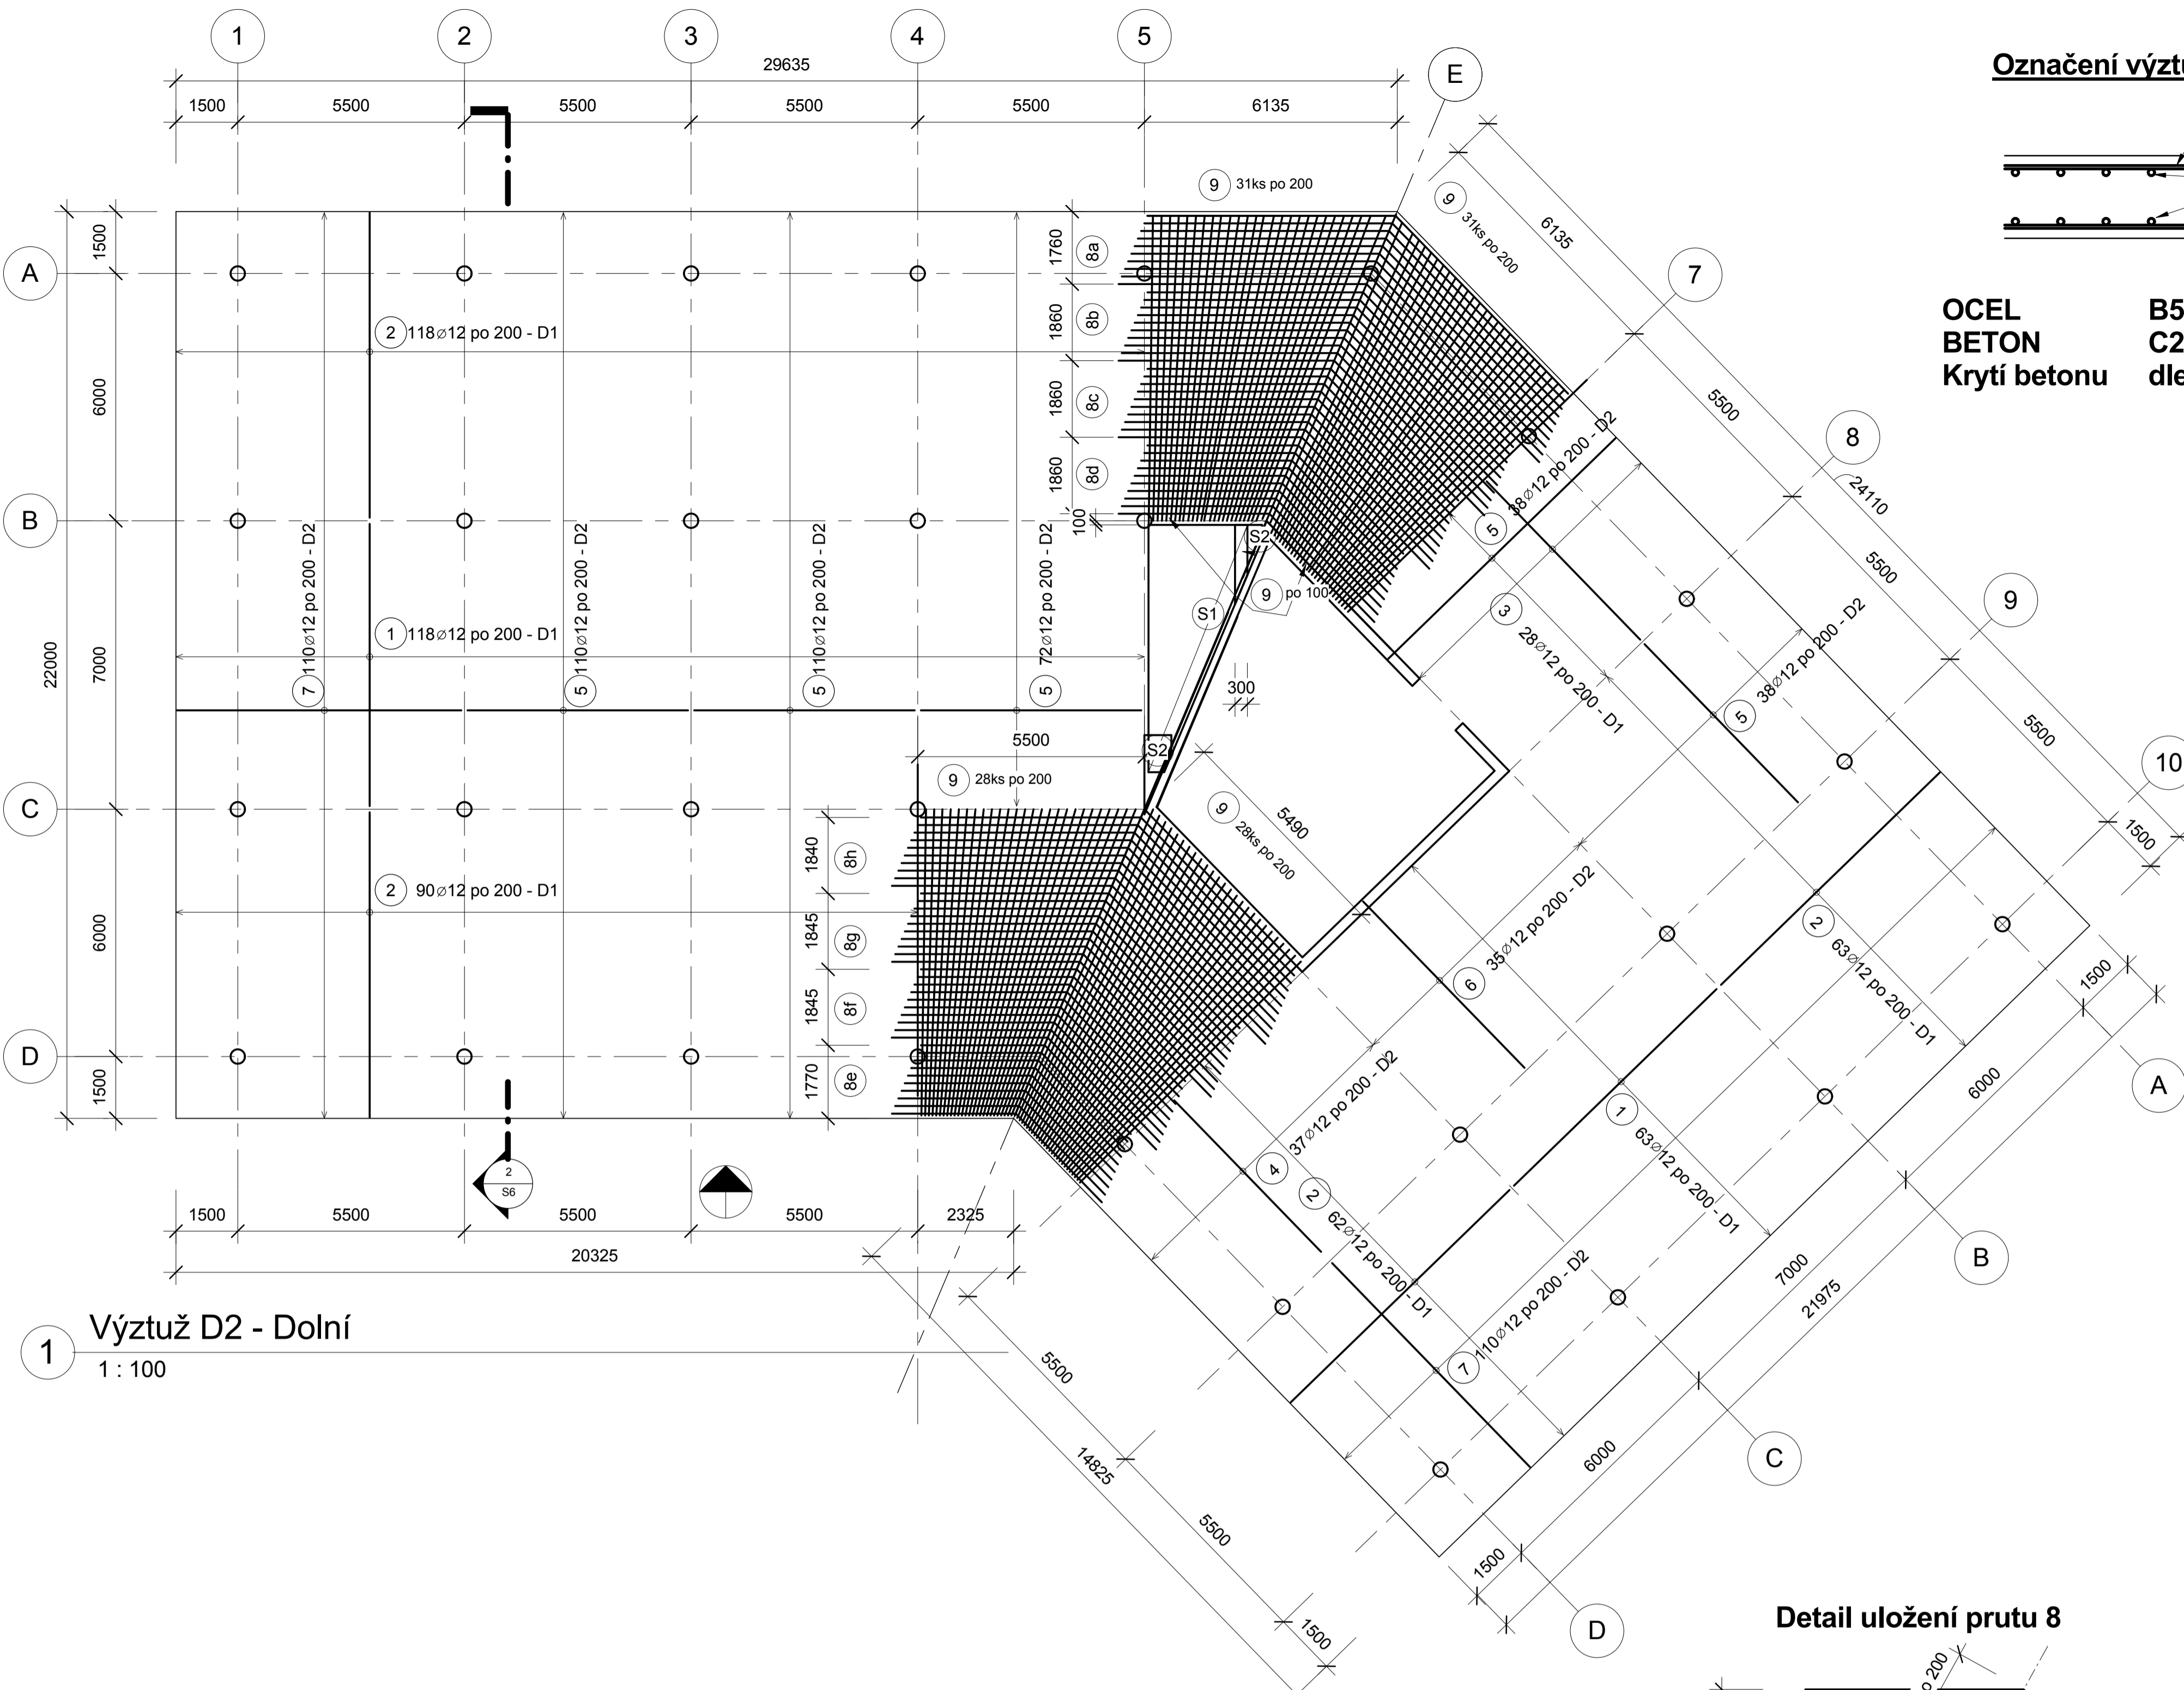 1
2
3
4
5
E
29635
1500
5500
5500
5500
5500
6135
Označení výztu
9 31ks po 200
9 31ks po 200
6135
7
8
9
10
5500
5500
5500
1500
24110
OCEL B5
BETON C2
Krytí betonu dle
A
B
C
D
1500
6000
7000
6000
1500
22000
2 118⌀12 po 200 - D1
1 118⌀12 po 200 - D1
2 90⌀12 po 200 - D1
7 110⌀12 po 200 - D2
5 110⌀12 po 200 - D2
5 110⌀12 po 200 - D2
5 72⌀12 po 200 - D2
1760
8a
1860
8b
1860
8c
1860
8d
100
S2
9 po 100
S1
300
S2
5500
9 28ks po 200
5490
9 28ks po 200
1840
8h
1845
8g
1845
8f
1770
8e
5 38⌀12 po 200 - D2
3 28⌀12 po 200 - D1
5 38⌀12 po 200 - D2
6 35⌀12 po 200 - D2
2 63⌀12 po 200 - D1
1 63⌀12 po 200 - D1
4 37⌀12 po 200 - D2
2 62⌀12 po 200 - D1
7 110⌀12 po 200 - D2
1500
6000
7000
6000
1500
21975
A
B
C
D
2
S6
1500
5500
5500
5500
2325
20325
5500
5500
1500
14825
1 Výztuž D2 - Dolní
1 : 100
Detail uložení prutu 8
o 200